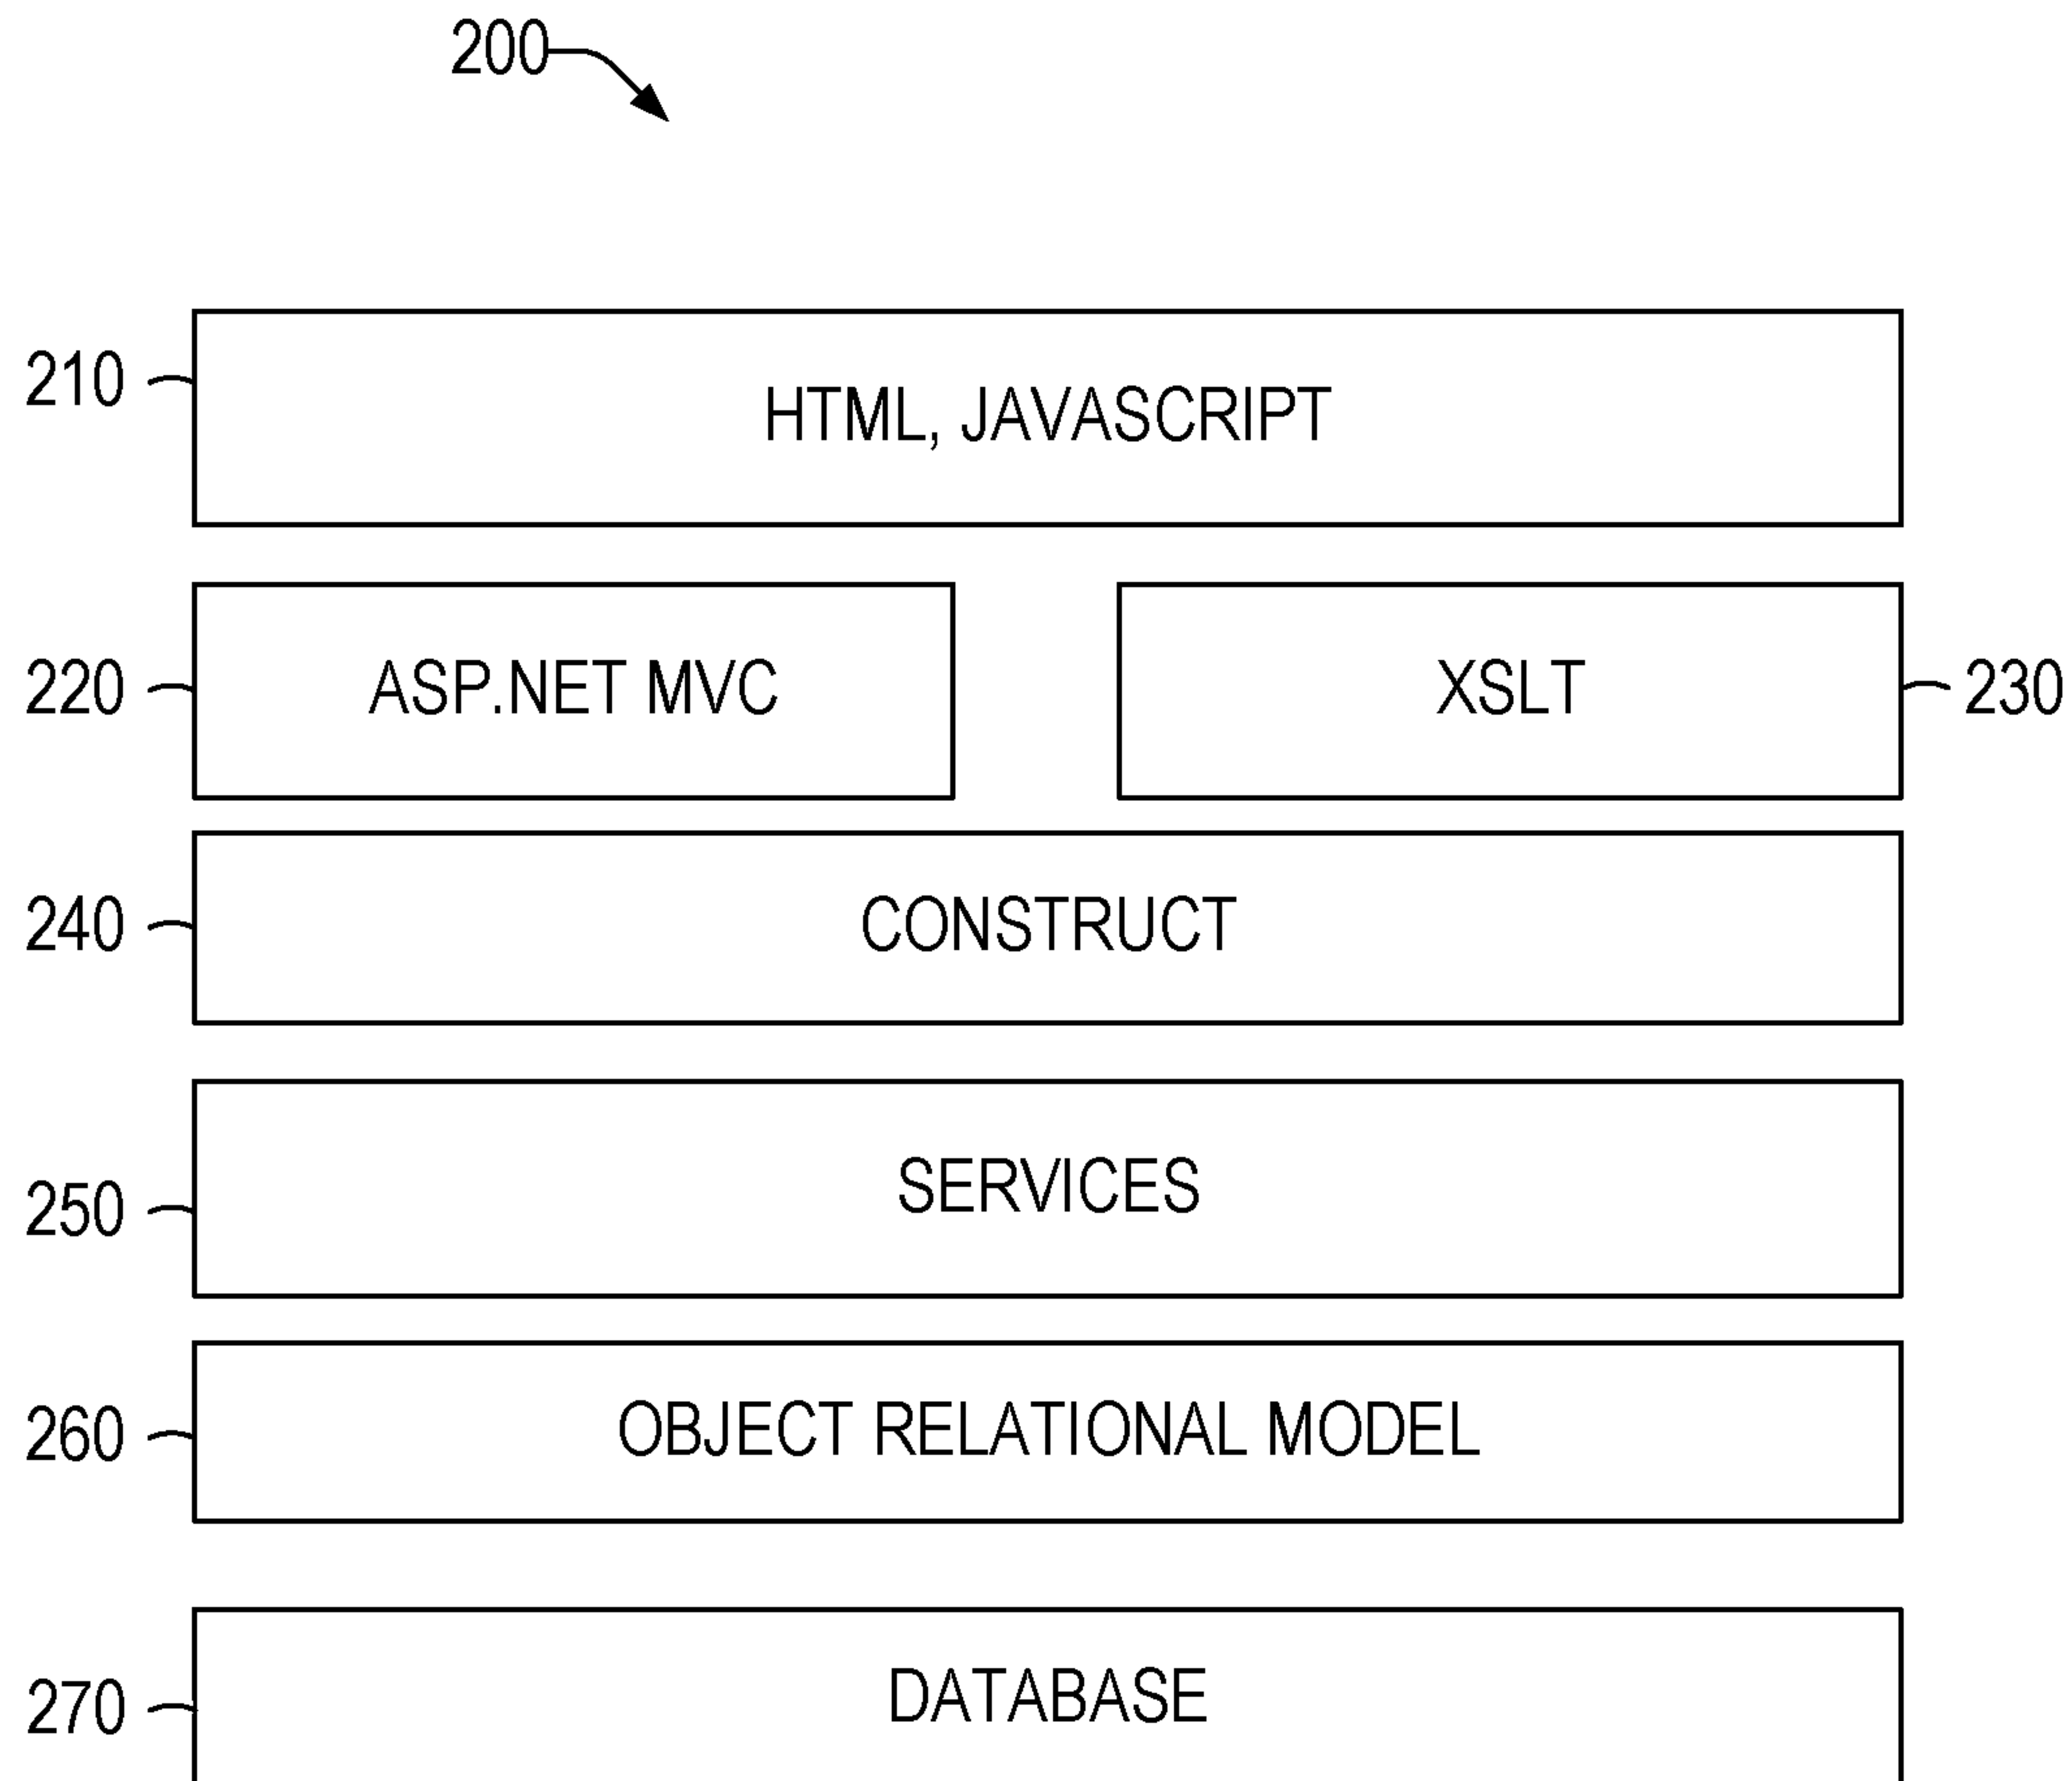 200
210
HTML, JAVASCRIPT
220
ASP.NET MVC
XSLT
230
240
CONSTRUCT
250
SERVICES
260
OBJECT RELATIONAL MODEL
270
DATABASE